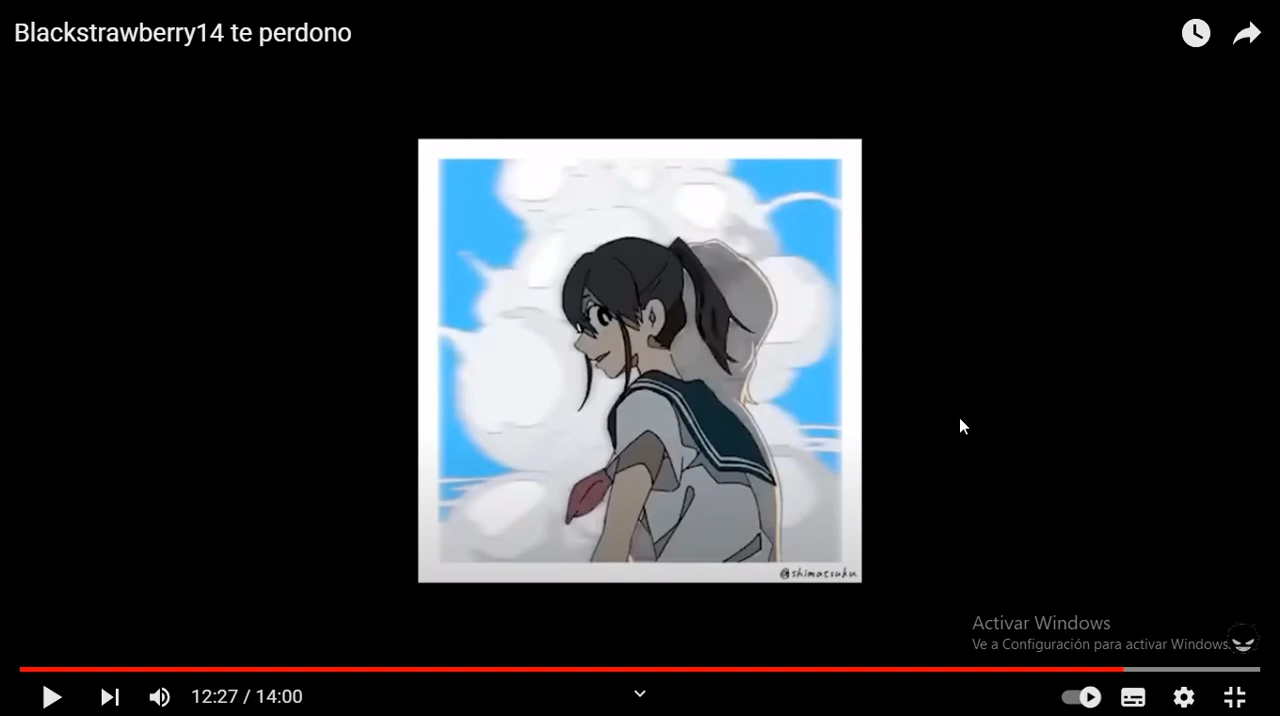 Blackstrawberry14 te perdono
@shimatsuku
Activar Windows
Ve a Configuración para activar Windows.
12:27 / 14:00